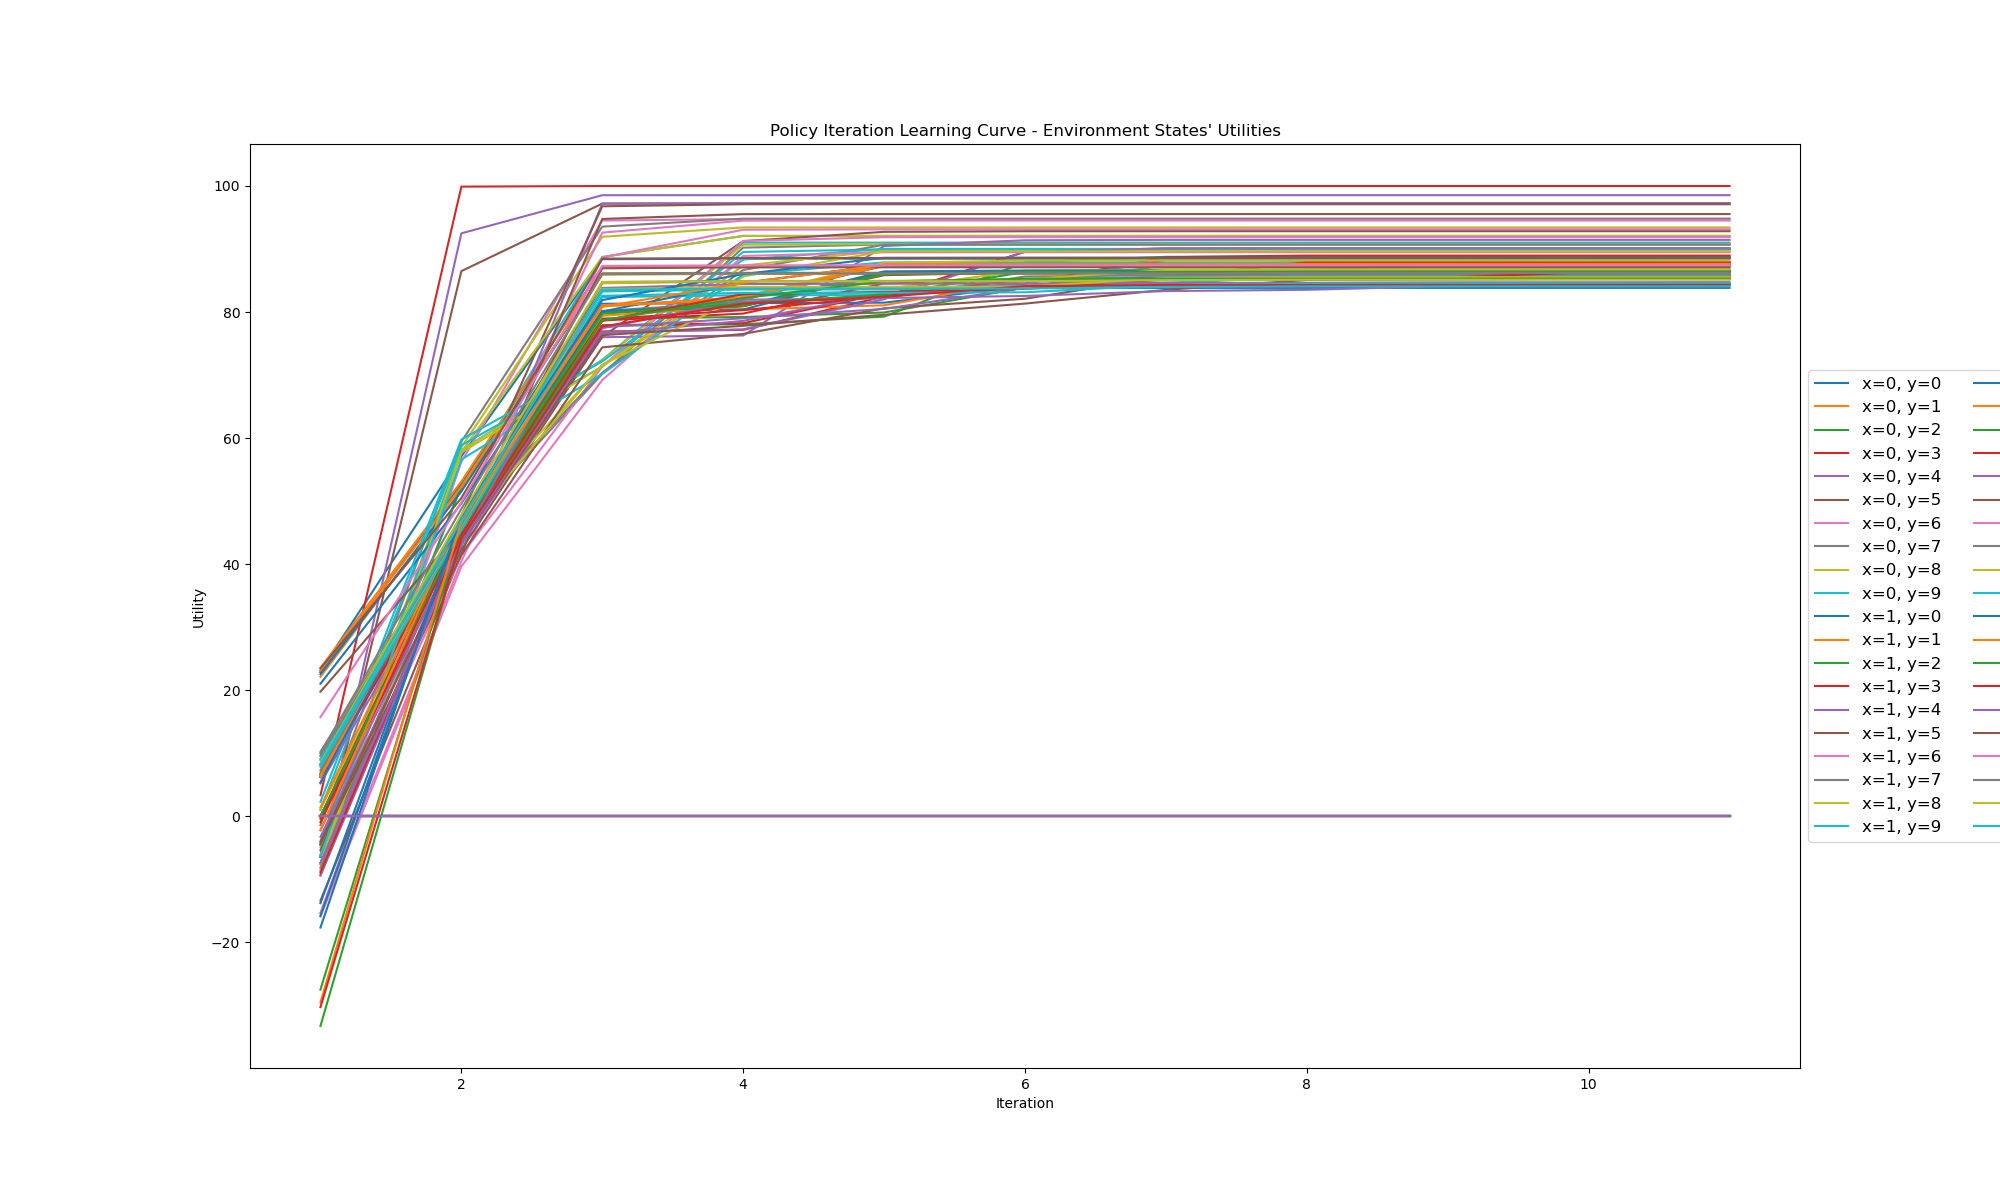 Policy Iteration Learning Curve - Environment States' Utilities
100
80
60
40
20
0
−20
Utility
2
4
6
8
10
Iteration
x=0, y=0
x=0, y=1
x=0, y=2
x=0, y=3
x=0, y=4
x=0, y=5
x=0, y=6
x=0, y=7
x=0, y=8
x=0, y=9
x=1, y=0
x=1, y=1
x=1, y=2
x=1, y=3
x=1, y=4
x=1, y=5
x=1, y=6
x=1, y=7
x=1, y=8
x=1, y=9